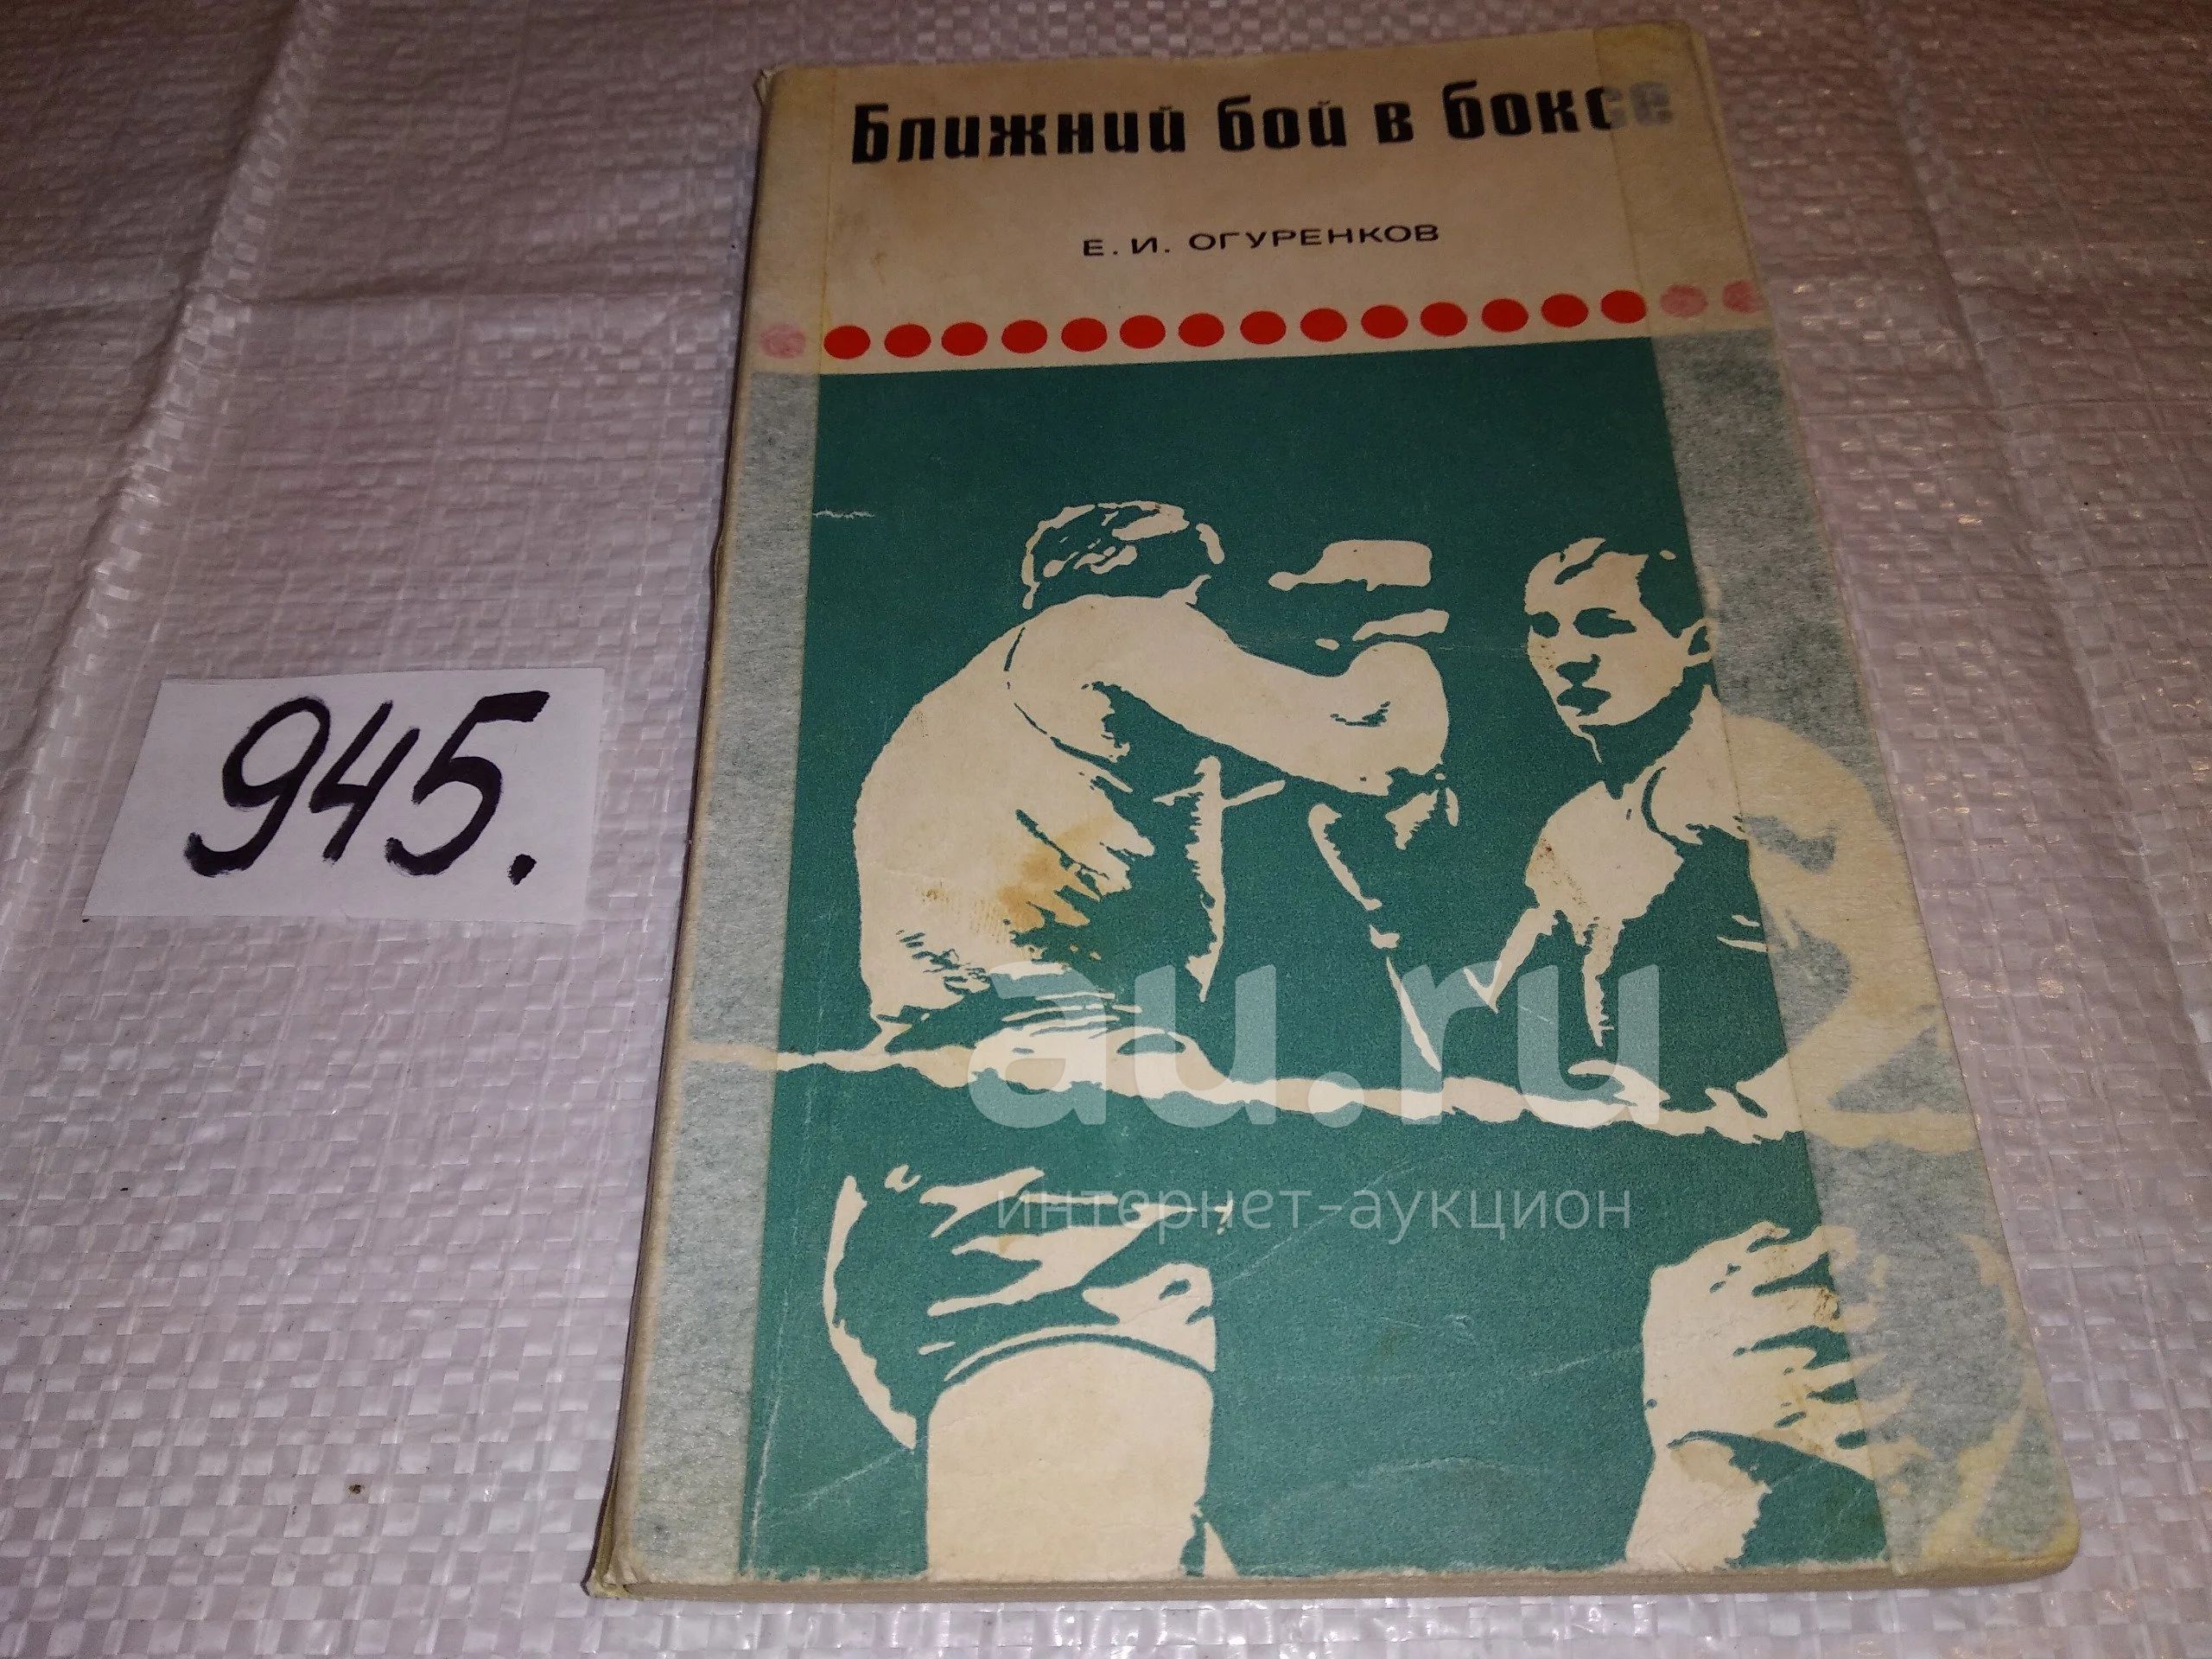 Ближний бой в боксе
Е. И. ОГУРЕНКОВ
945.
au.ru
интернет-аукцион